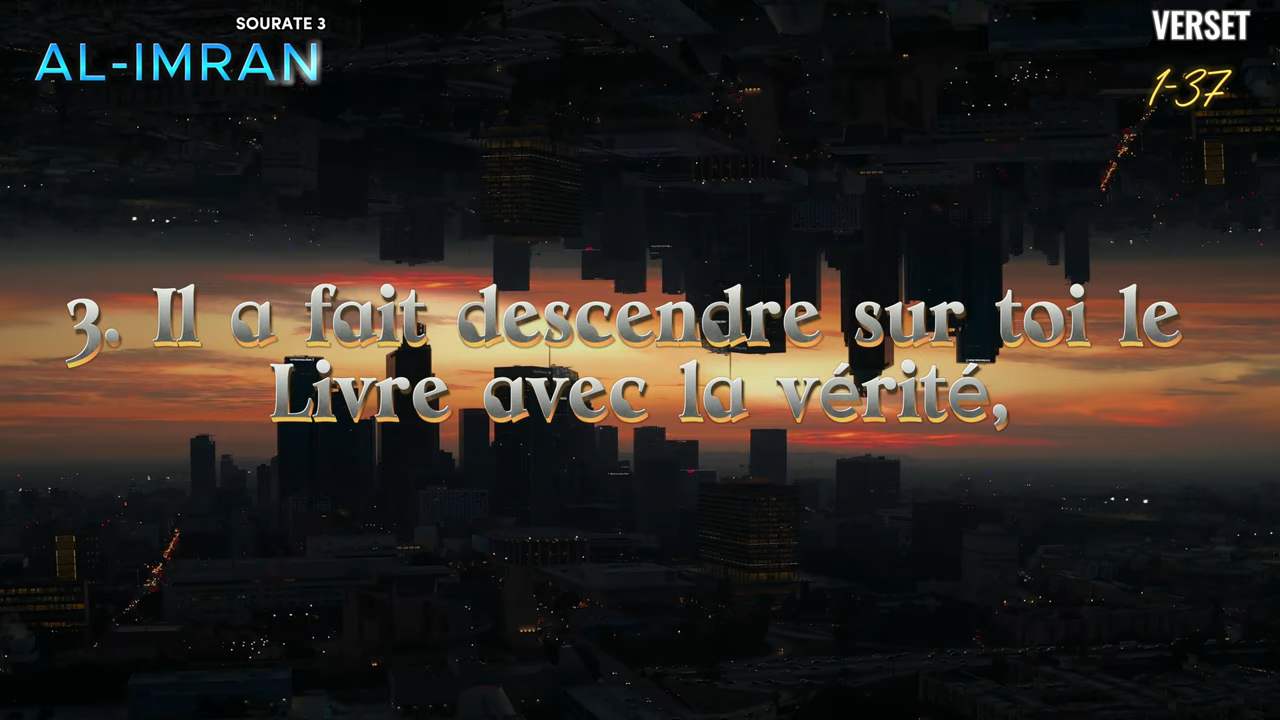 SOURATE 3
AL-IMRAN
VERSET
1-37
3. Il a fait descendre sur toi le
Livre avec la vérité,